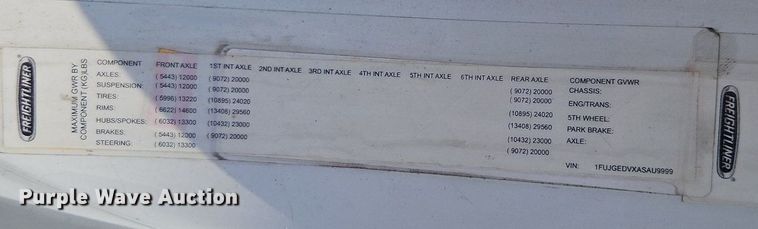 FREIGHTLINER
MAXIMUM GWR BY
COMPONENT (KG)LBS
COMPONENT FRONT AXLE 1ST INT AXLE 2ND INT AXLE 3RD INT AXLE 4TH INT AXLE 5TH INT AXLE 6TH INT AXLE REAR AXLE COMPONENT GVWR
AXLES: ( 5443) 12000 ( 9072) 20000 ( 9072) 20000 CHASSIS:
SUSPENSION: ( 5443) 12000 ( 9072) 20000 ( 9072) 20000 ENG/TRANS:
TIRES: ( 5996) 13220 (10895) 24020 (10895) 24020 5TH WHEEL:
RIMS: ( 6622) 14600 (13408) 29560 (13408) 29560 PARK BRAKE:
HUBS/SPOKES: ( 6032) 13300 (10432) 23000 (10432) 23000 AXLE:
BRAKES: ( 5443) 12000 ( 9072) 20000 ( 9072) 20000
STEERING: ( 6032) 13300
VIN: 1FUJGEDVXASAU9999
FREIGHTLINER
Purple Wave Auction